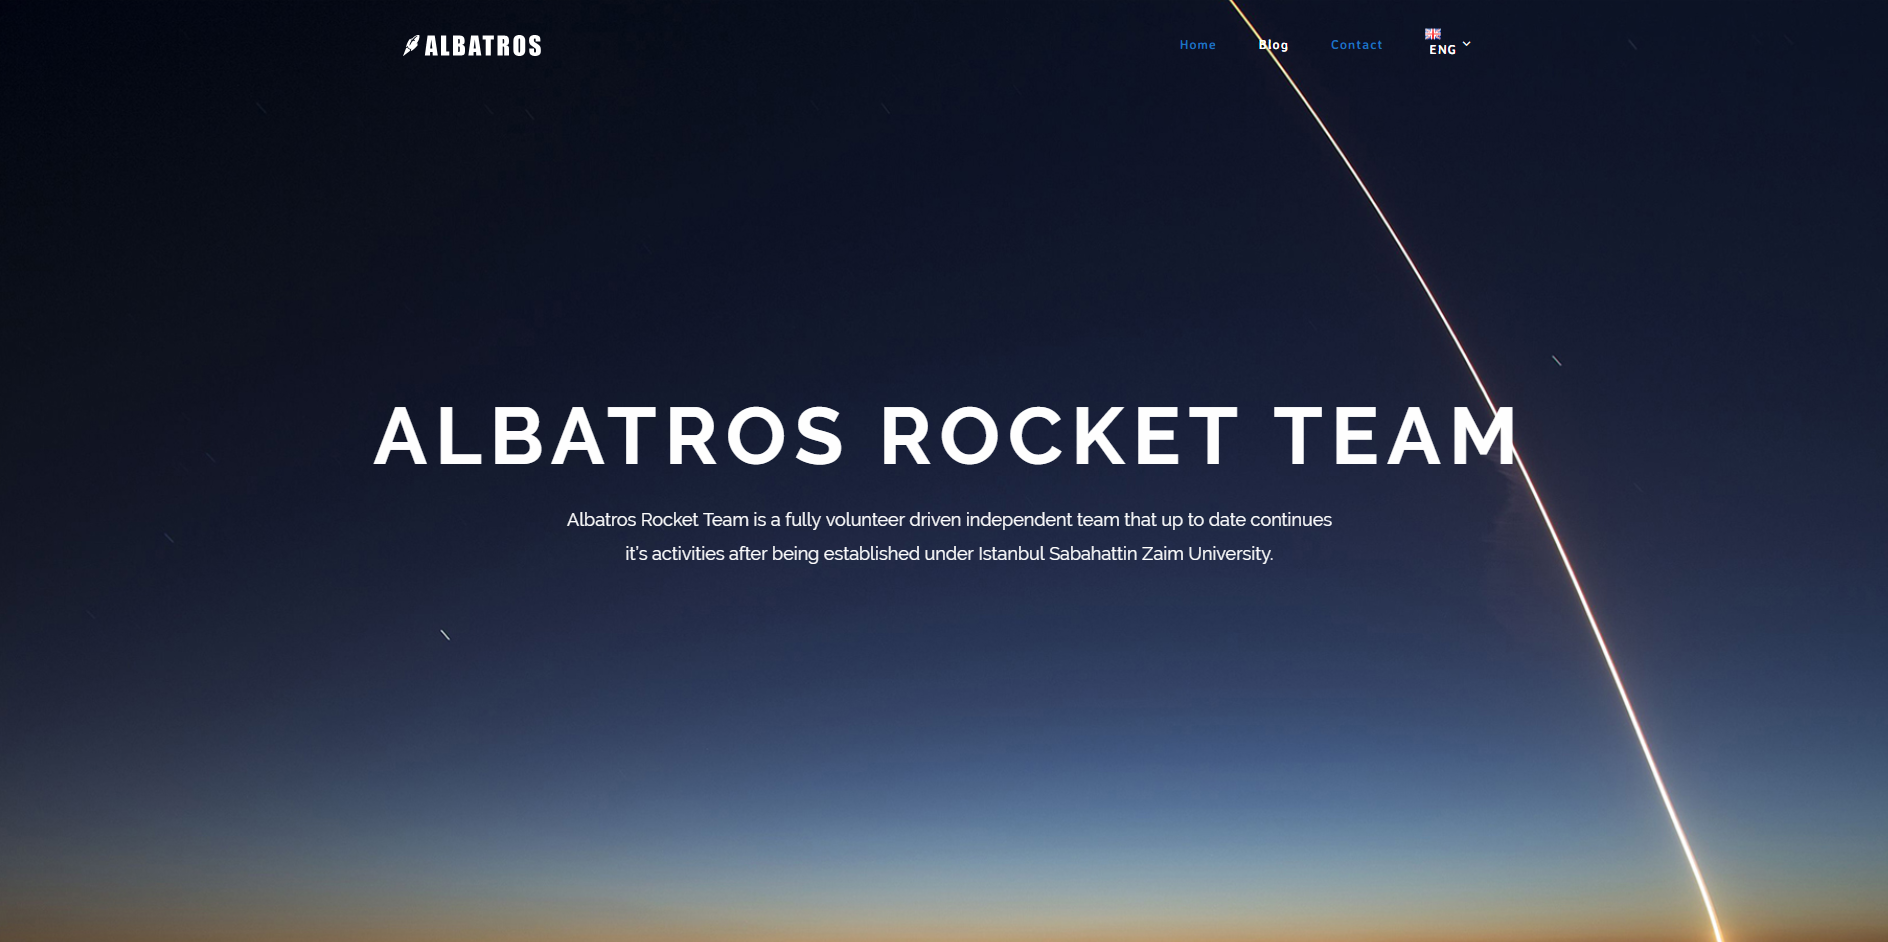 ALBATROS
Home
Blog
Contact
ENG
ALBATROS ROCKET TEAM
Albatros Rocket Team is a fully volunteer driven independent team that up to date continues
it's activities after being established under Istanbul Sabahattin Zaim University.